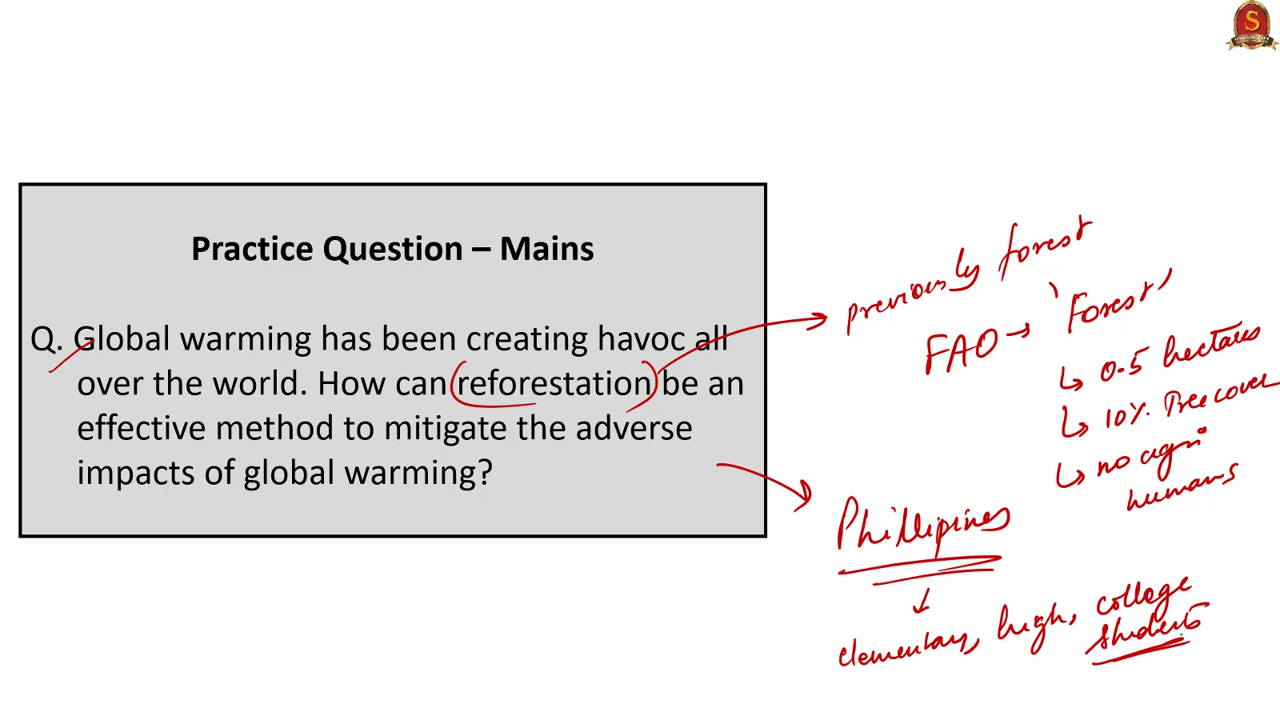 S
Practice Question – Mains
Q. Global warming has been creating havoc all
over the world. How can reforestation be an
effective method to mitigate the adverse
impacts of global warming?
previously forest
FAO → 'Forest'
↳ 0.5 hectares
↳ 10% Tree cover
↳ no agri
humans
Phillipines
elementary, high, college
students